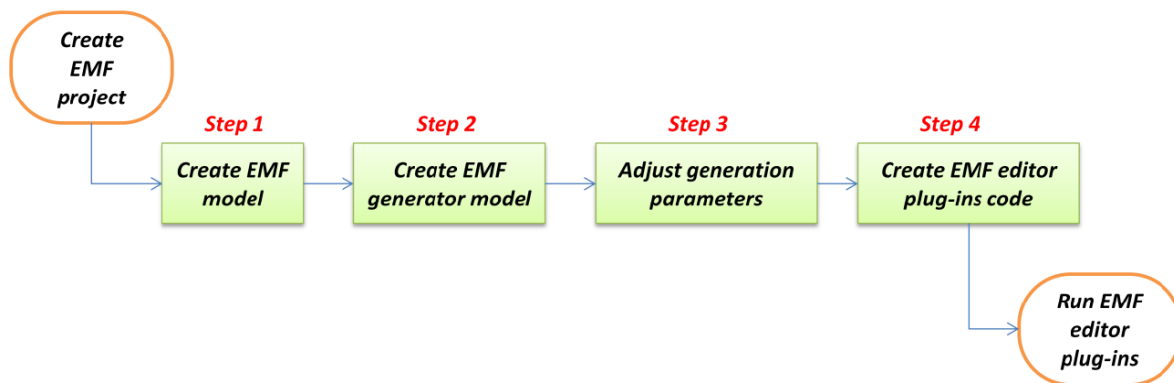 Create
EMF
project
Step 1
Create EMF
model
Step 2
Create EMF
generator model
Step 3
Adjust generation
parameters
Step 4
Create EMF editor
plug-ins code
Run EMF
editor
plug-ins